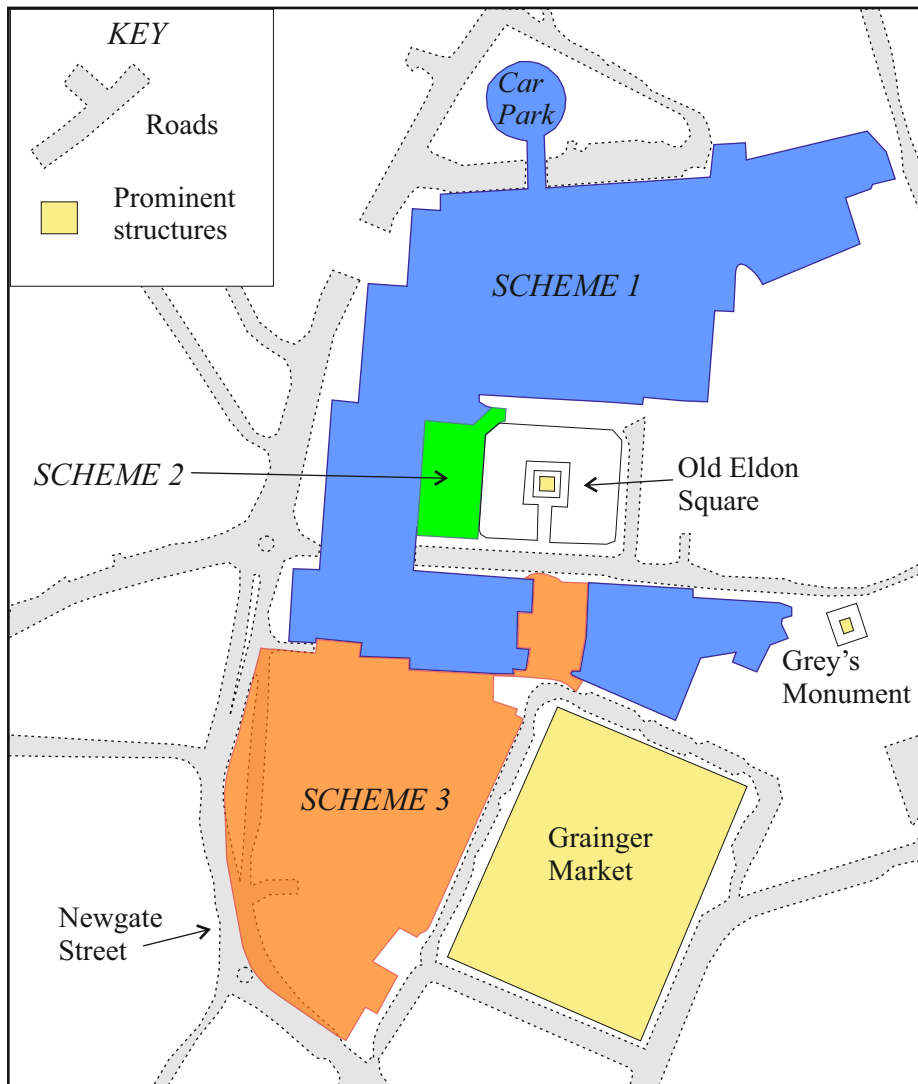 KEY
Roads
Prominent
structures
Car
Park
SCHEME 1
SCHEME 2
Old Eldon
Square
Grey’s
Monument
SCHEME 3
Grainger
Market
Newgate
Street